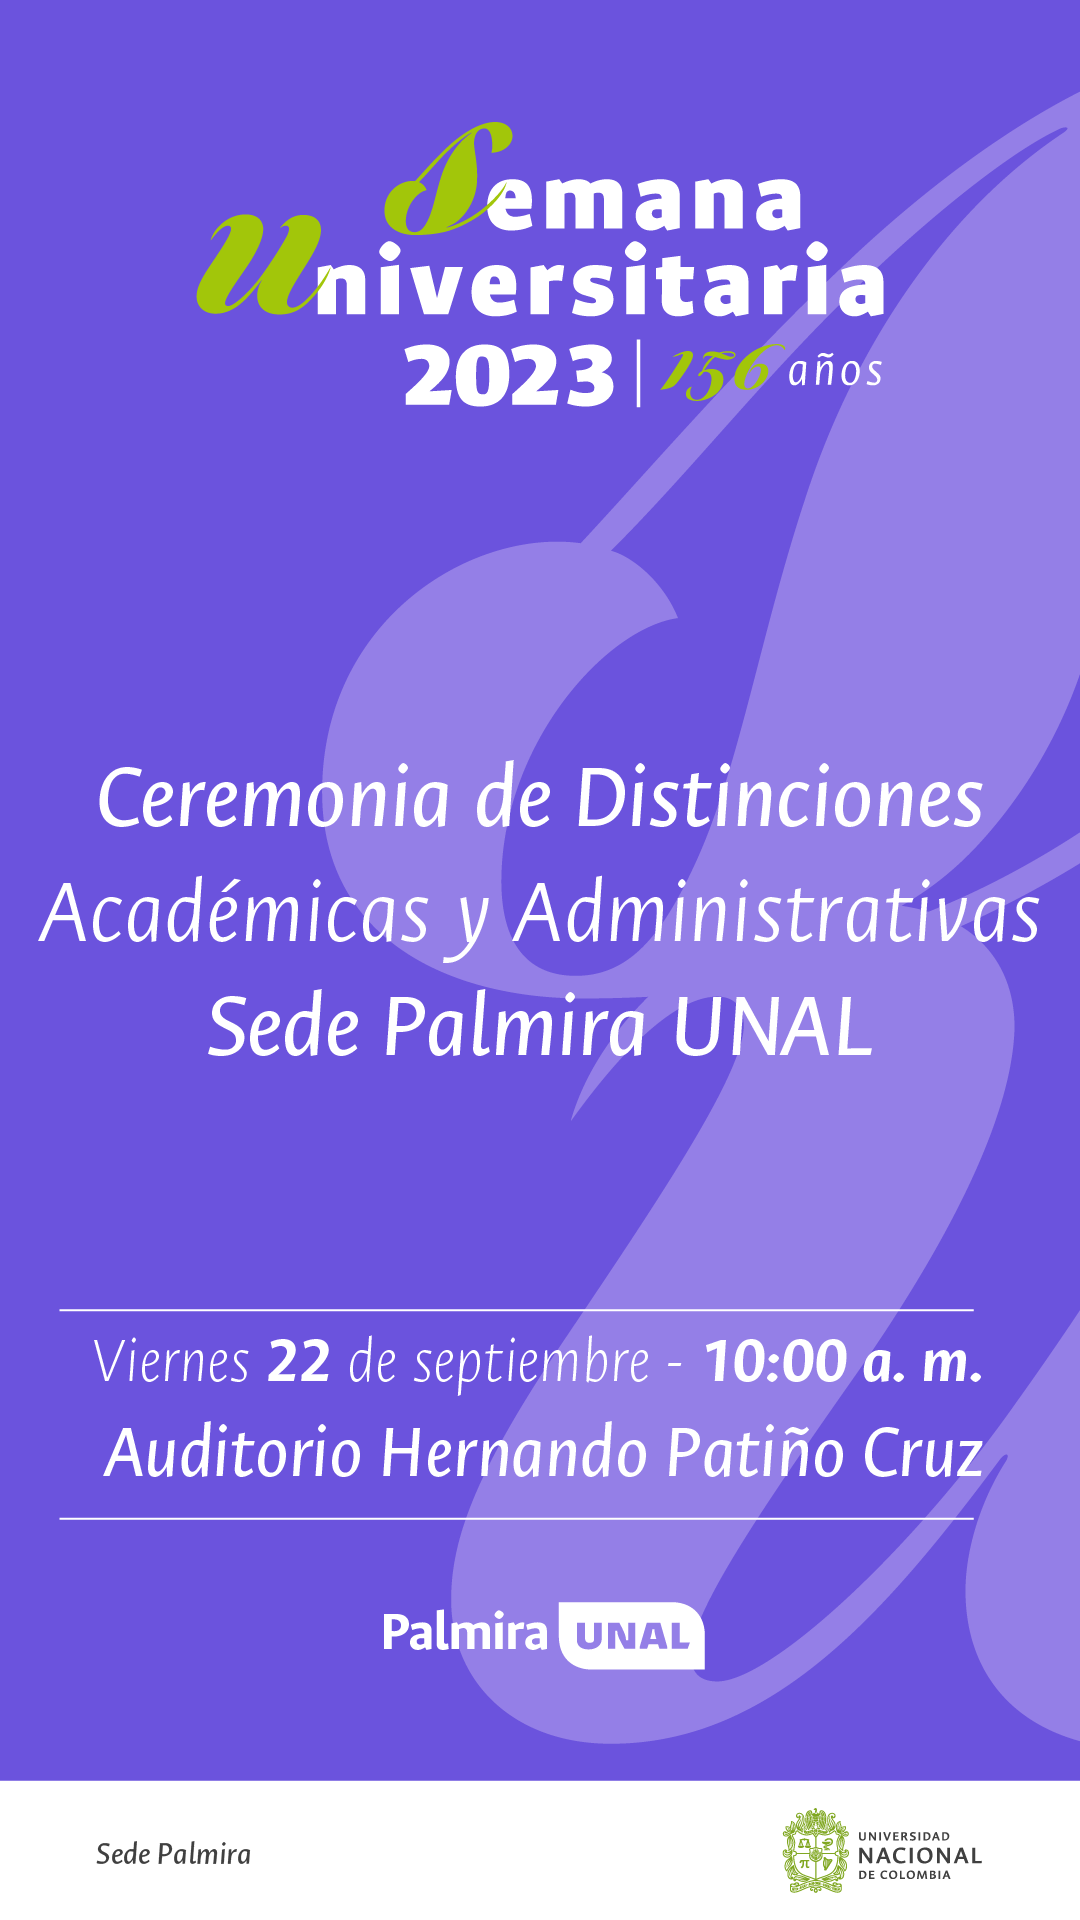 Semana
Universitaria
2023 | 156 años
Ceremonia de Distinciones
Académicas y Administrativas
Sede Palmira UNAL
Viernes 22 de septiembre - 10:00 a. m.
Auditorio Hernando Patiño Cruz
Palmira UNAL
Sede Palmira
UNIVERSIDAD
NACIONAL
DE COLOMBIA